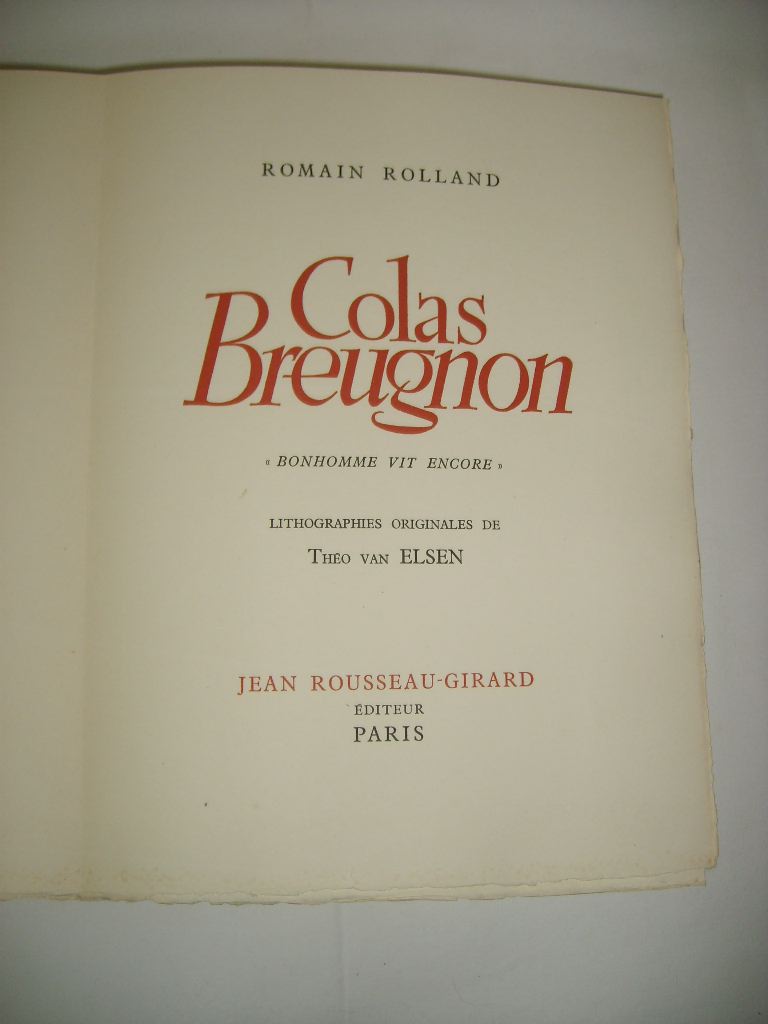 ROMAIN ROLLAND
Colas
Breugnon
« BONHOMME VIT ENCORE »
LITHOGRAPHIES ORIGINALES DE
THÉO VAN ELSEN
JEAN ROUSSEAU-GIRARD
ÉDITEUR
PARIS